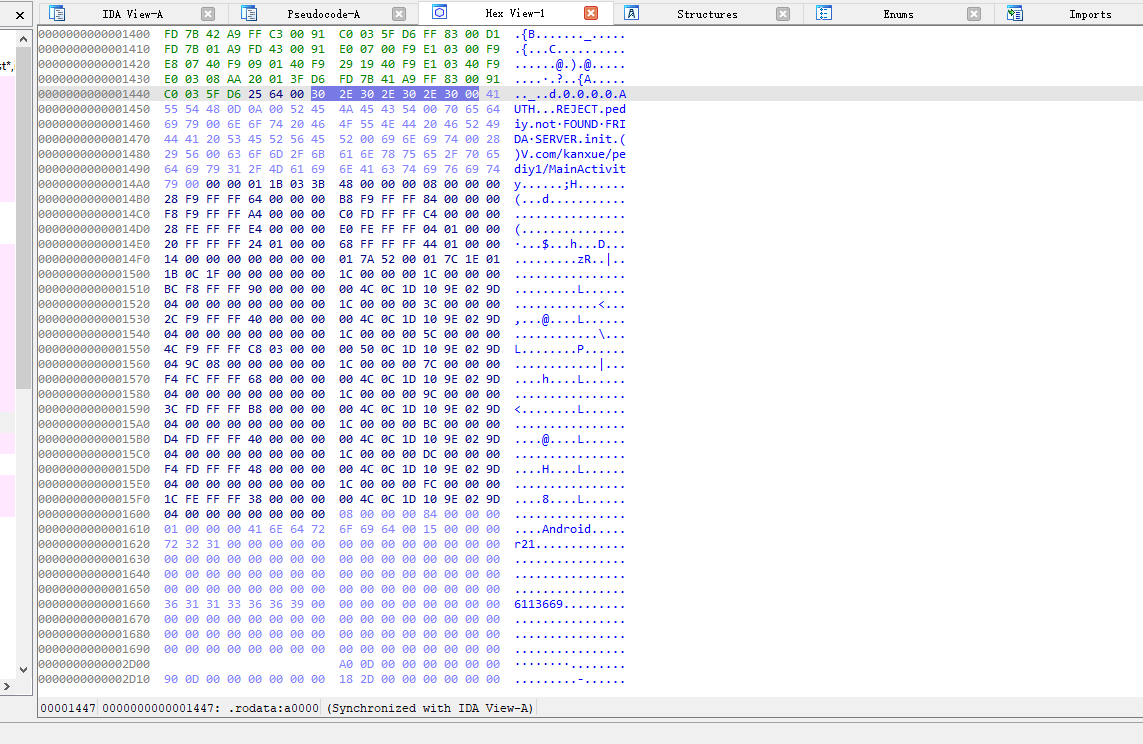 IDA View-A Pseudocode-A Hex View-1 Structures Enums Imports
st*,
0000000000001400 FD 7B 42 A9 FF C3 00 91 C0 03 5F D6 FF 83 00 D1 .{B......._.....
0000000000001410 FD 7B 01 A9 FD 43 00 91 E0 07 00 F9 E1 03 00 F9 .{...C..........
0000000000001420 E8 07 40 F9 09 01 40 F9 29 19 40 F9 E1 03 40 F9 ..@...@.).@...@.
0000000000001430 E0 03 08 AA 20 01 3F D6 FD 7B 41 A9 FF 83 00 91 ....·.?..{A.....
0000000000001440 C0 03 5F D6 25 64 00 30 2E 30 2E 30 2E 30 00 41 .._.%d.0.0.0.0.A
0000000000001450 55 54 48 0D 0A 00 52 45 4A 45 43 54 00 70 65 64 UTH...REJECT.ped
0000000000001460 69 79 00 6E 6F 74 20 46 4F 55 4E 44 20 46 52 49 iy.not·FOUND·FRI
0000000000001470 44 41 20 53 45 52 56 45 52 00 69 6E 69 74 00 28 DA·SERVER.init.(
0000000000001480 29 56 00 63 6F 6D 2F 6B 61 6E 78 75 65 2F 70 65 )V.com/kanxue/pe
0000000000001490 64 69 79 31 2F 4D 61 69 6E 41 63 74 69 76 69 74 diy1/MainActivit
00000000000014A0 79 00 00 00 01 1B 03 3B 48 00 00 00 08 00 00 00 y......;H.......
00000000000014B0 28 F9 FF FF 64 00 00 00 B8 F9 FF FF 84 00 00 00 (...d...........
00000000000014C0 F8 F9 FF FF A4 00 00 00 C0 FD FF FF C4 00 00 00 ................
00000000000014D0 28 FE FF FF E4 00 00 00 E0 FE FF FF 04 01 00 00 (...............
00000000000014E0 20 FF FF FF 24 01 00 00 68 FF FF FF 44 01 00 00 ·...$...h...D...
00000000000014F0 14 00 00 00 00 00 00 00 01 7A 52 00 01 7C 1E 01 .........zR..|..
0000000000001500 1B 0C 1F 00 00 00 00 00 1C 00 00 00 1C 00 00 00 ................
0000000000001510 BC F8 FF FF 90 00 00 00 00 4C 0C 1D 10 9E 02 9D .........L......
0000000000001520 04 00 00 00 00 00 00 00 1C 00 00 00 3C 00 00 00 ............<...
0000000000001530 2C F9 FF FF 40 00 00 00 00 4C 0C 1D 10 9E 02 9D ,...@....L......
0000000000001540 04 00 00 00 00 00 00 00 1C 00 00 00 5C 00 00 00 ............\...
0000000000001550 4C F9 FF FF C8 03 00 00 00 50 0C 1D 10 9E 02 9D L........P......
0000000000001560 04 9C 08 00 00 00 00 00 1C 00 00 00 7C 00 00 00 ............|...
0000000000001570 F4 FC FF FF 68 00 00 00 00 4C 0C 1D 10 9E 02 9D ....h....L......
0000000000001580 04 00 00 00 00 00 00 00 1C 00 00 00 9C 00 00 00 ................
0000000000001590 3C FD FF FF B8 00 00 00 00 4C 0C 1D 10 9E 02 9D <........L......
00000000000015A0 04 00 00 00 00 00 00 00 1C 00 00 00 BC 00 00 00 ................
00000000000015B0 D4 FD FF FF 40 00 00 00 00 4C 0C 1D 10 9E 02 9D ....@....L......
00000000000015C0 04 00 00 00 00 00 00 00 1C 00 00 00 DC 00 00 00 ................
00000000000015D0 F4 FD FF FF 48 00 00 00 00 4C 0C 1D 10 9E 02 9D ....H....L......
00000000000015E0 04 00 00 00 00 00 00 00 1C 00 00 00 FC 00 00 00 ................
00000000000015F0 1C FE FF FF 38 00 00 00 00 4C 0C 1D 10 9E 02 9D ....8....L......
0000000000001600 04 00 00 00 00 00 00 00 08 00 00 00 84 00 00 00 ................
0000000000001610 01 00 00 00 41 6E 64 72 6F 69 64 00 15 00 00 00 ....Android.....
0000000000001620 72 32 31 00 00 00 00 00 00 00 00 00 00 00 00 00 r21.............
0000000000001630 00 00 00 00 00 00 00 00 00 00 00 00 00 00 00 00 ................
0000000000001640 00 00 00 00 00 00 00 00 00 00 00 00 00 00 00 00 ................
0000000000001650 00 00 00 00 00 00 00 00 00 00 00 00 00 00 00 00 ................
0000000000001660 36 31 31 33 36 36 39 00 00 00 00 00 00 00 00 00 6113669.........
0000000000001670 00 00 00 00 00 00 00 00 00 00 00 00 00 00 00 00 ................
0000000000001680 00 00 00 00 00 00 00 00 00 00 00 00 00 00 00 00 ................
0000000000001690 00 00 00 00 00 00 00 00 00 00 00 00 00 00 00 00 ................
0000000000002D00 A0 0D 00 00 00 00 00 00 ········........
0000000000002D10 90 0D 00 00 00 00 00 00 18 2D 00 00 00 00 00 00 .........-......
00001447 0000000000001447: .rodata:a0000 (Synchronized with IDA View-A)